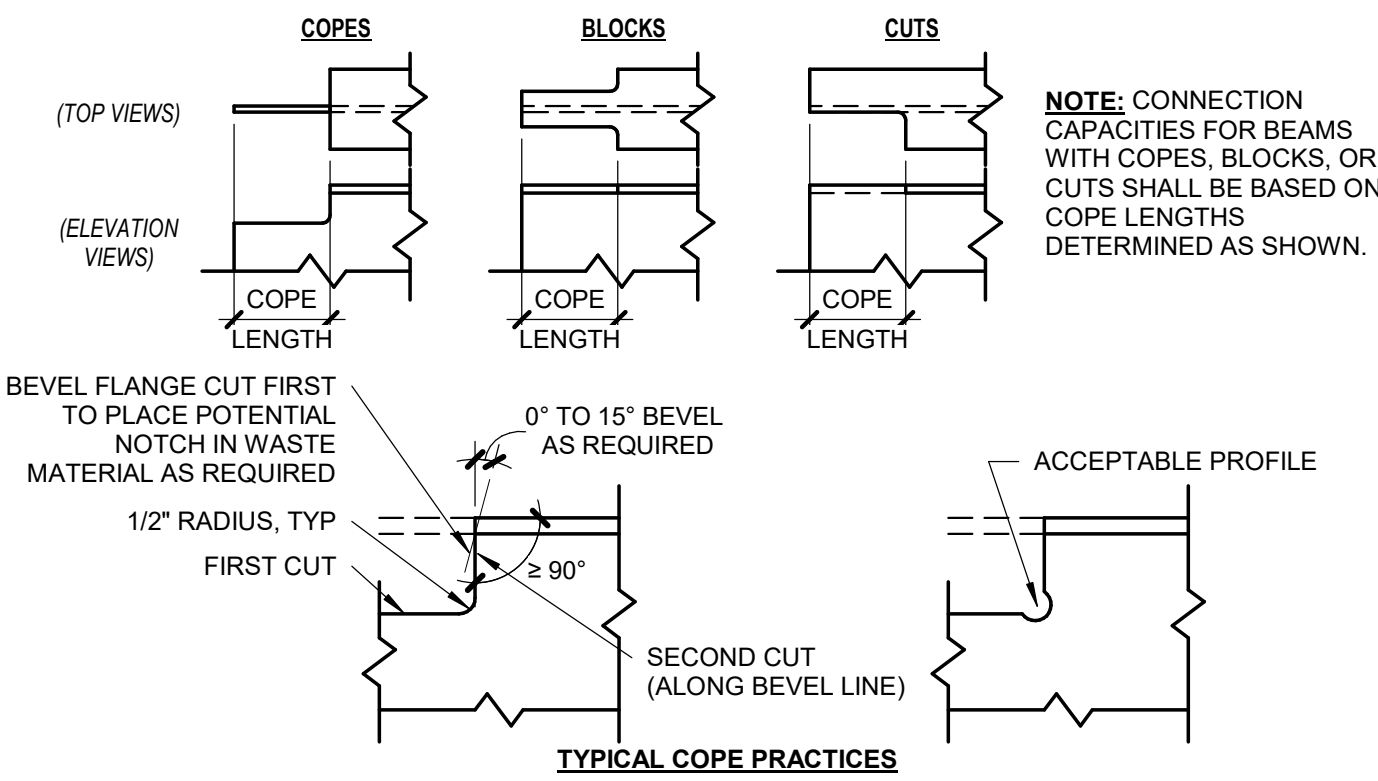 COPES
BLOCKS
CUTS
(TOP VIEWS)
(ELEVATION
VIEWS)
NOTE: CONNECTION
CAPACITIES FOR BEAMS
WITH COPES, BLOCKS, OR
CUTS SHALL BE BASED ON
COPE LENGTHS
DETERMINED AS SHOWN.
COPE
LENGTH
COPE
LENGTH
COPE
LENGTH
BEVEL FLANGE CUT FIRST
TO PLACE POTENTIAL
NOTCH IN WASTE
MATERIAL AS REQUIRED
0° TO 15° BEVEL
AS REQUIRED
1/2" RADIUS, TYP
FIRST CUT
≥ 90°
SECOND CUT
(ALONG BEVEL LINE)
ACCEPTABLE PROFILE
TYPICAL COPE PRACTICES